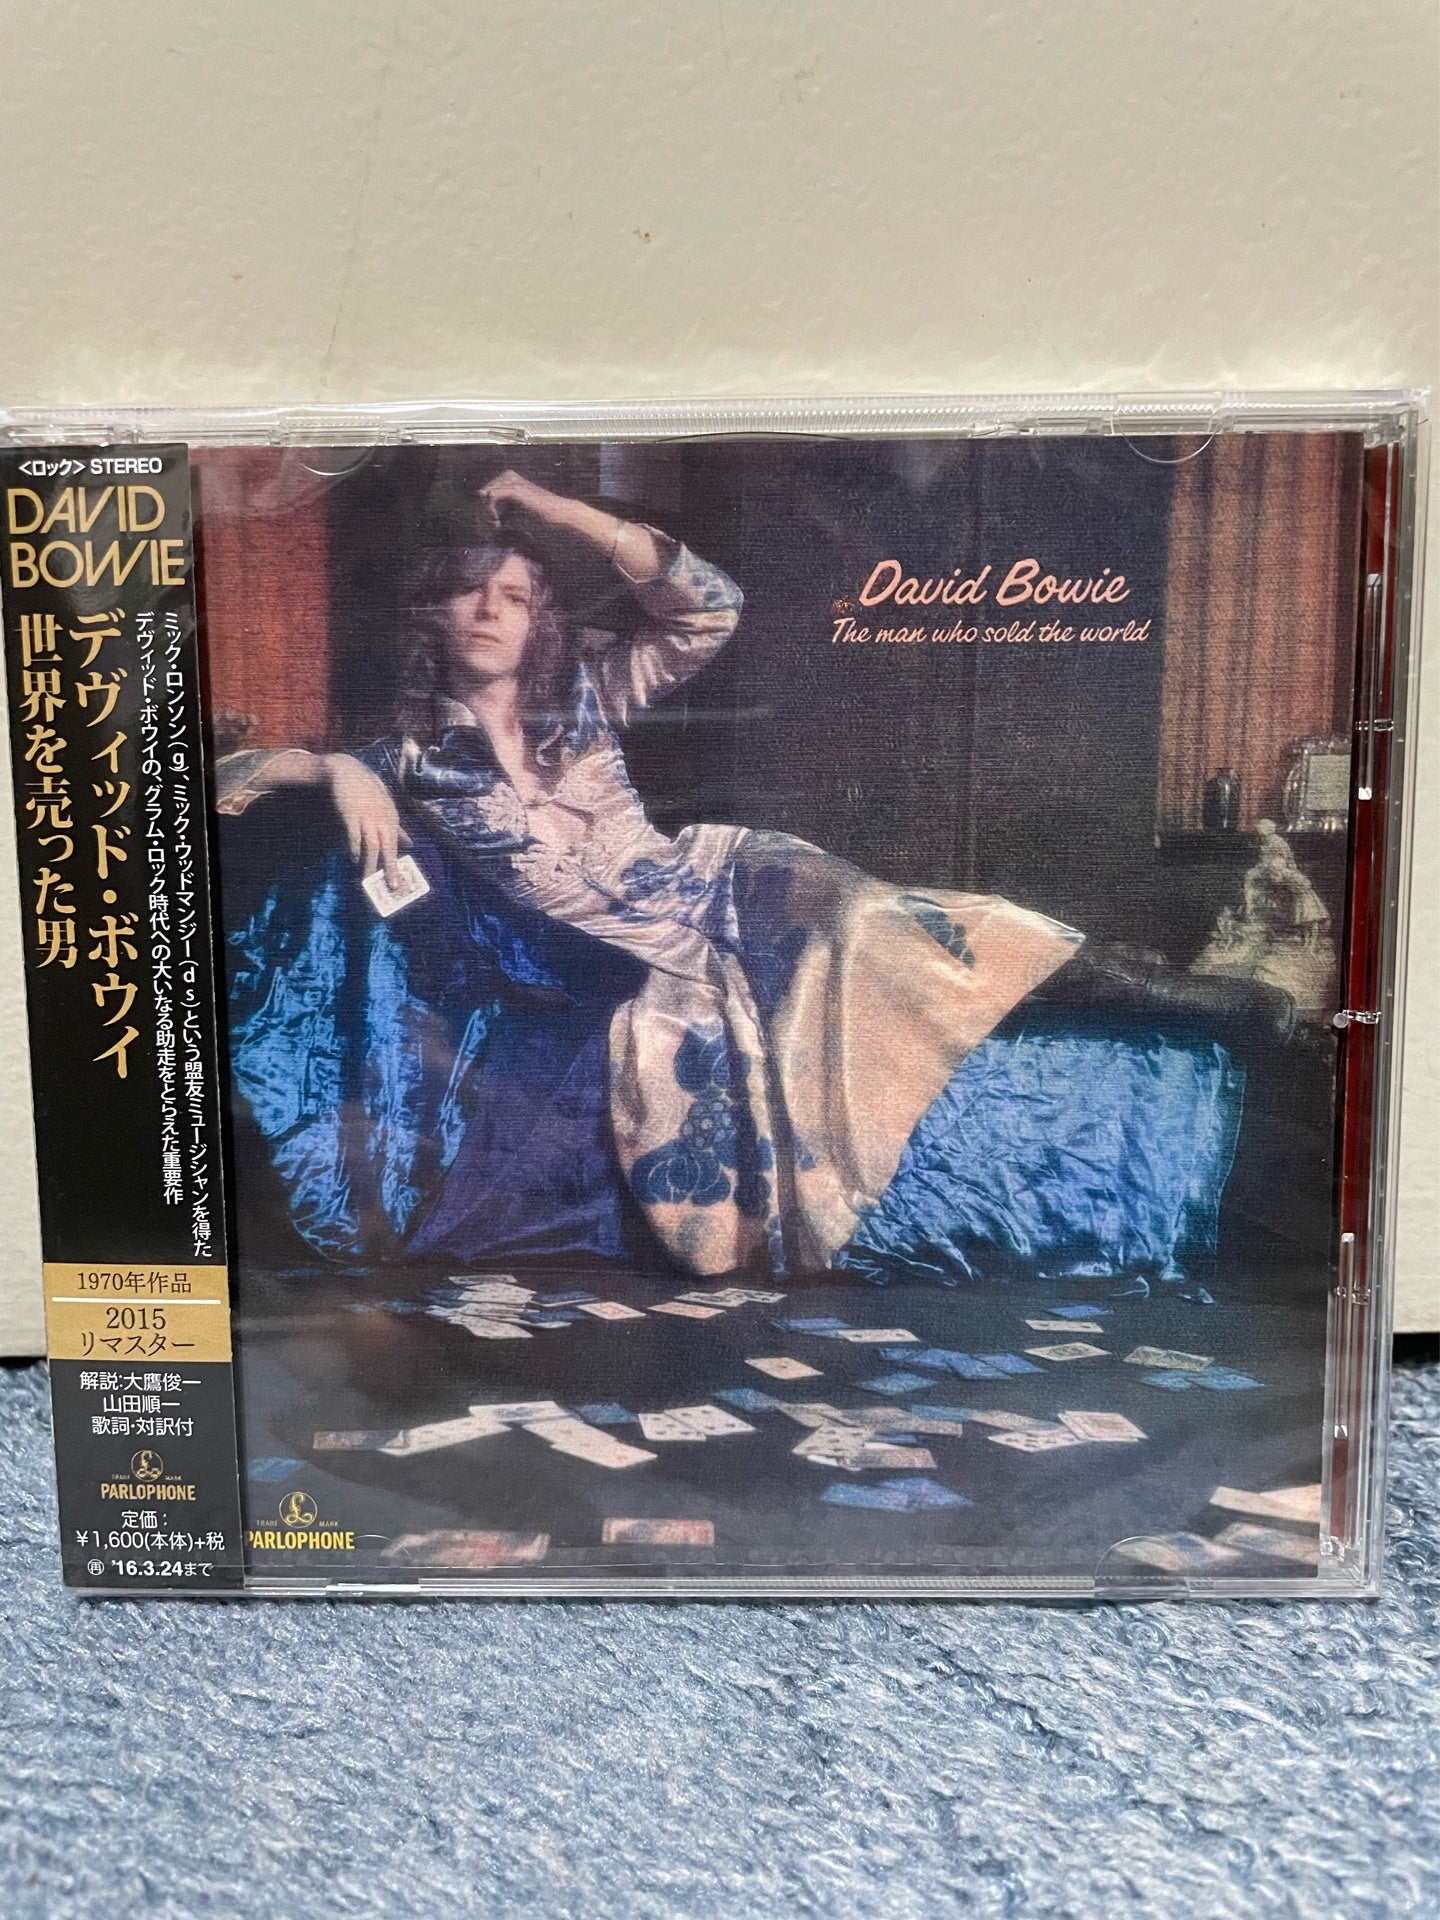 <ロック> STEREO
DAVID
BOWIE
ミック・ロンソン(g)、ミック・ウッドマンジー(ds)という盟友ミュージシャンを得た
デヴィッド・ボウイの、グラム・ロック時代への大いなる助走をとらえた重要作
デヴィッド・ボウイ
世界を売った男
1970年作品
2015
リマスター
解説:大鷹俊一
山田順一
歌詞・対訳付
TRADE MARK
PARLOPHONE
定価:
¥1,600(本体)+税
再 '16.3.24まで
David Bowie
The man who sold the world
TRADE MARK
PARLOPHONE